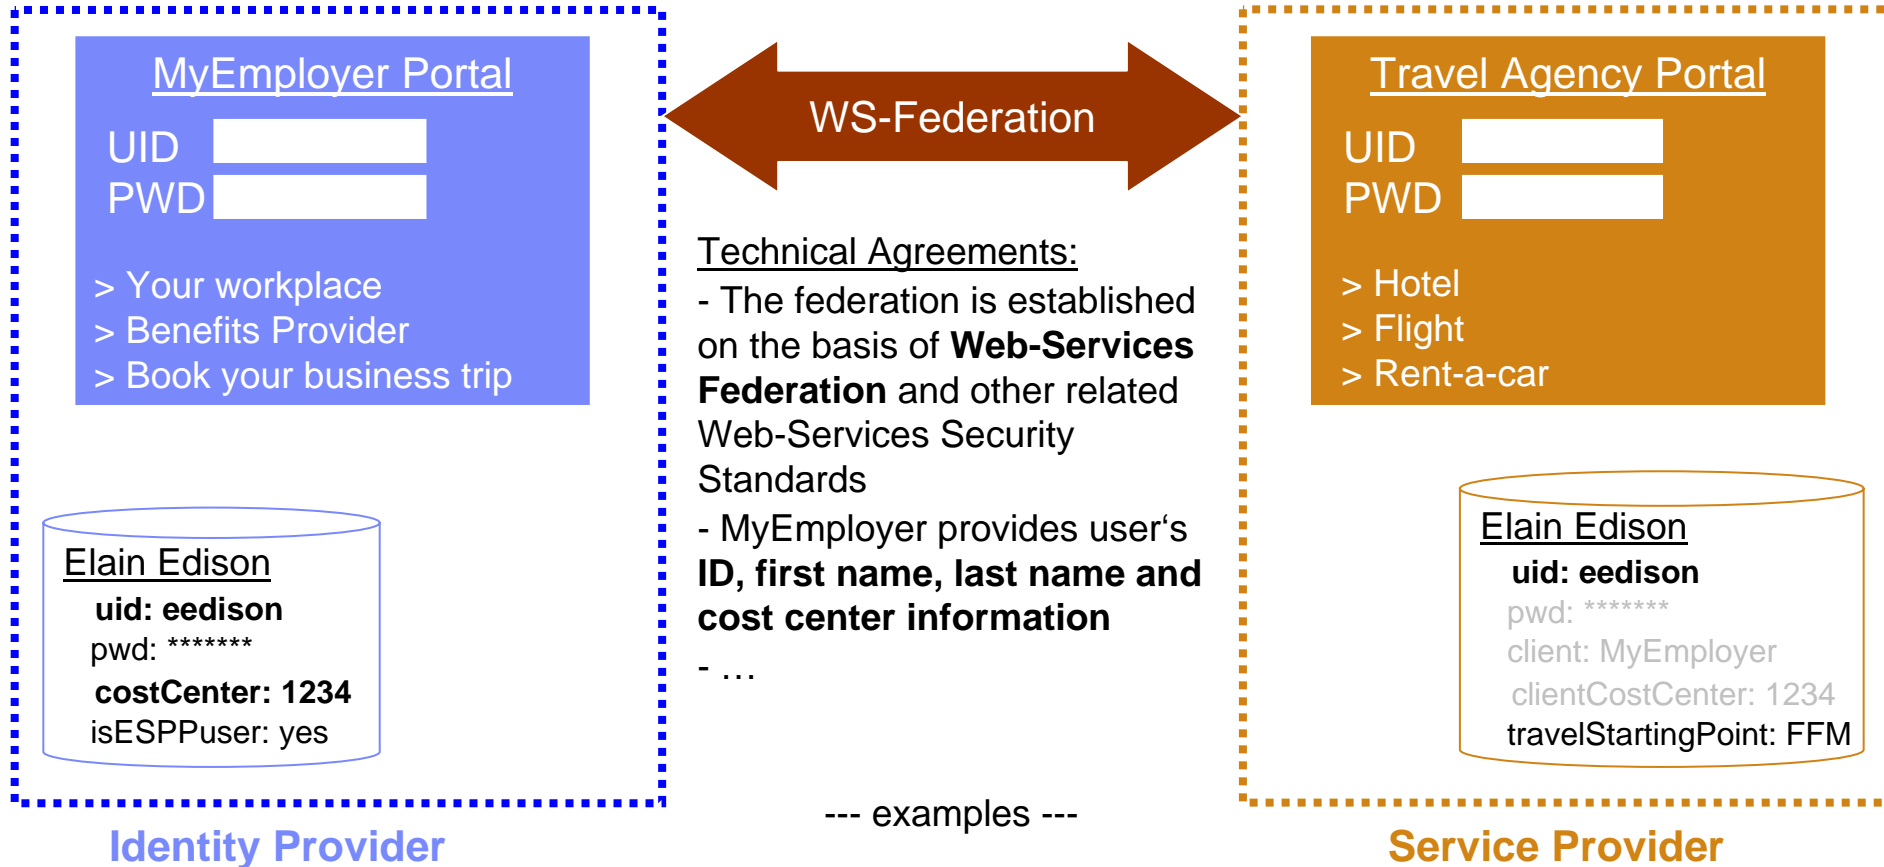 MyEmployer Portal
UID
PWD
> Your workplace
> Benefits Provider
> Book your business trip
Elain Edison
uid: eedison
pwd: *******
costCenter: 1234
isESPPuser: yes
Identity Provider
WS-Federation
Technical Agreements:
- The federation is established
on the basis of Web-Services
Federation and other related
Web-Services Security
Standards
- MyEmployer provides user‘s
ID, first name, last name and
cost center information
- …
--- examples ---
Travel Agency Portal
UID
PWD
> Hotel
> Flight
> Rent-a-car
Elain Edison
uid: eedison
pwd: *******
client: MyEmployer
clientCostCenter: 1234
travelStartingPoint: FFM
Service Provider